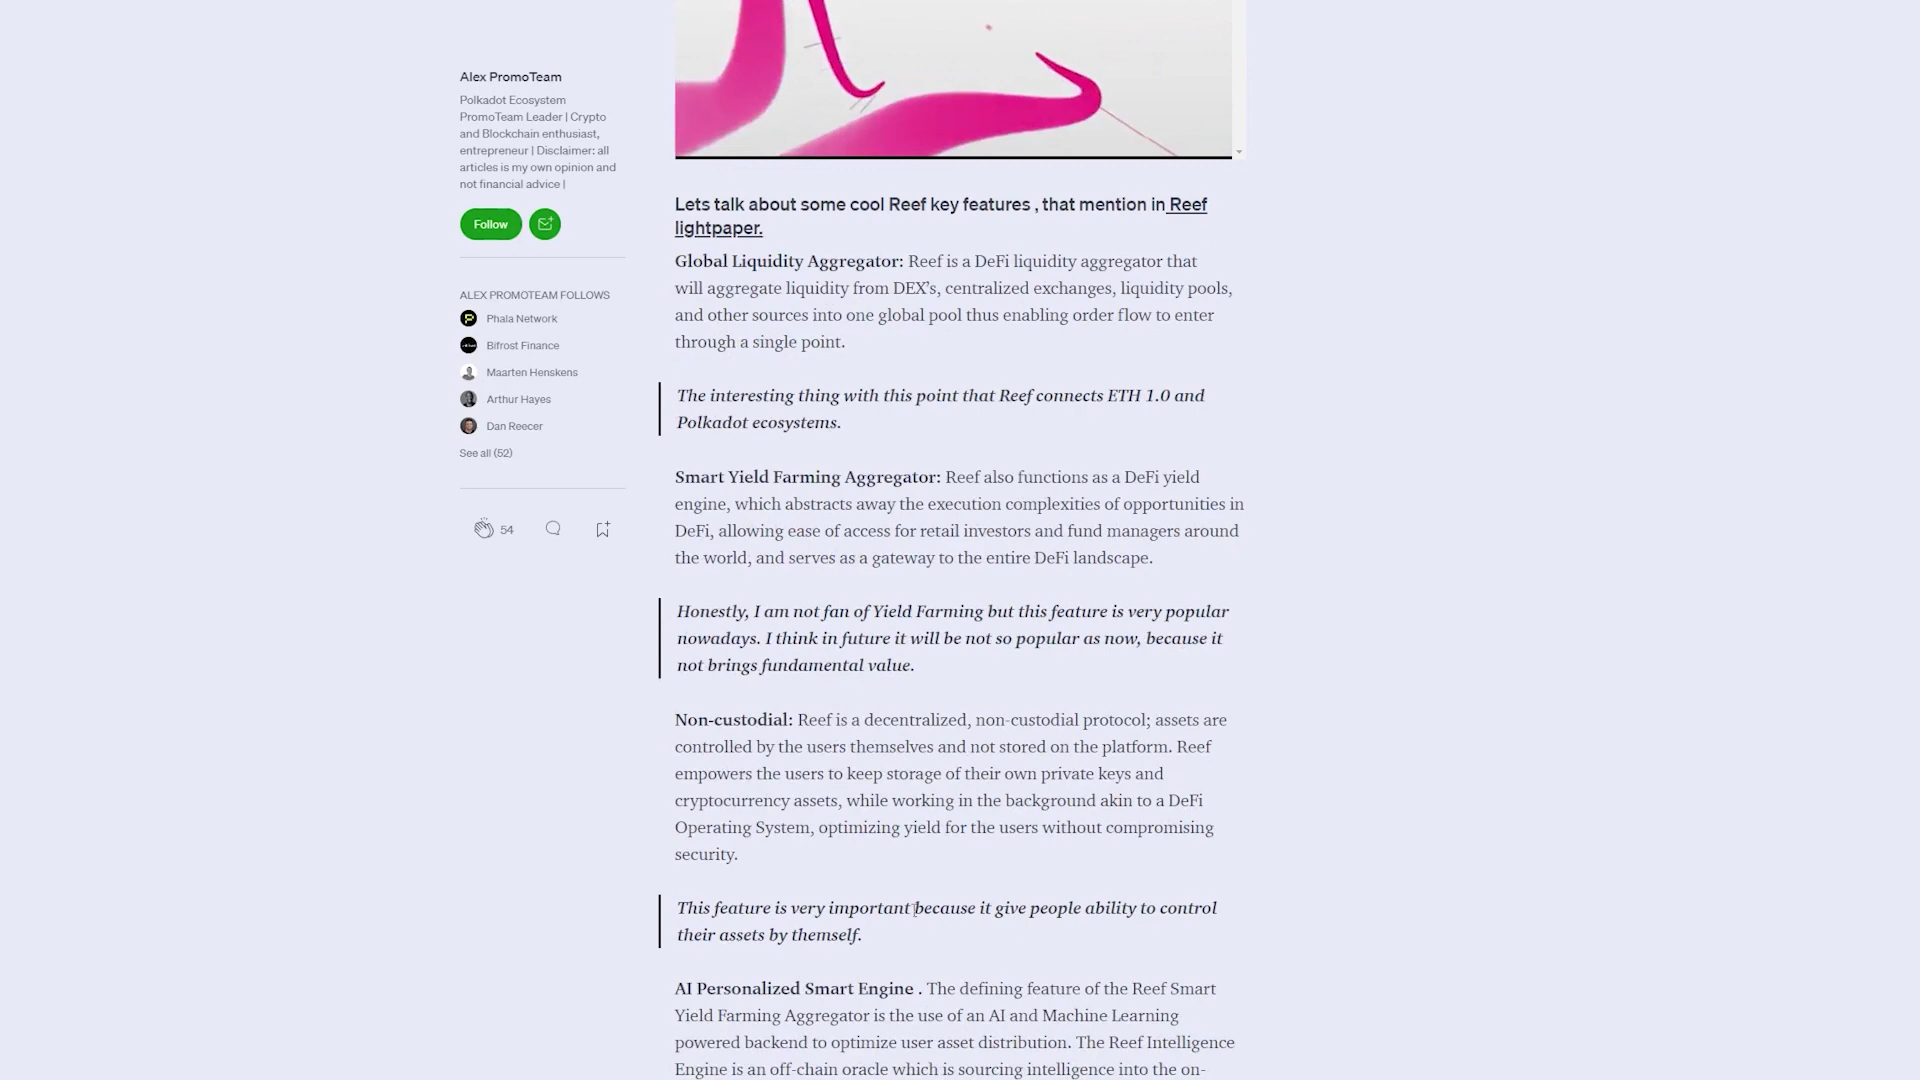 Alex PromoTeam
Polkadot Ecosystem
PromoTeam Leader | Crypto
and Blockchain enthusiast,
entrepreneur | Disclaimer: all
articles is my own opinion and
not financial advice |
Follow
ALEX PROMOTEAM FOLLOWS
Phala Network
Bifrost Finance
Maarten Henskens
Arthur Hayes
Dan Reecer
See all (52)
54
Lets talk about some cool Reef key features , that mention in Reef
lightpaper.
Global Liquidity Aggregator: Reef is a DeFi liquidity aggregator that
will aggregate liquidity from DEX’s, centralized exchanges, liquidity pools,
and other sources into one global pool thus enabling order flow to enter
through a single point.
The interesting thing with this point that Reef connects ETH 1.0 and
Polkadot ecosystems.
Smart Yield Farming Aggregator: Reef also functions as a DeFi yield
engine, which abstracts away the execution complexities of opportunities in
DeFi, allowing ease of access for retail investors and fund managers around
the world, and serves as a gateway to the entire DeFi landscape.
Honestly, I am not fan of Yield Farming but this feature is very popular
nowadays. I think in future it will be not so popular as now, because it
not brings fundamental value.
Non-custodial: Reef is a decentralized, non-custodial protocol; assets are
controlled by the users themselves and not stored on the platform. Reef
empowers the users to keep storage of their own private keys and
cryptocurrency assets, while working in the background akin to a DeFi
Operating System, optimizing yield for the users without compromising
security.
This feature is very important because it give people ability to control
their assets by themself.
AI Personalized Smart Engine . The defining feature of the Reef Smart
Yield Farming Aggregator is the use of an AI and Machine Learning
powered backend to optimize user asset distribution. The Reef Intelligence
Engine is an off-chain oracle which is sourcing intelligence into the on-